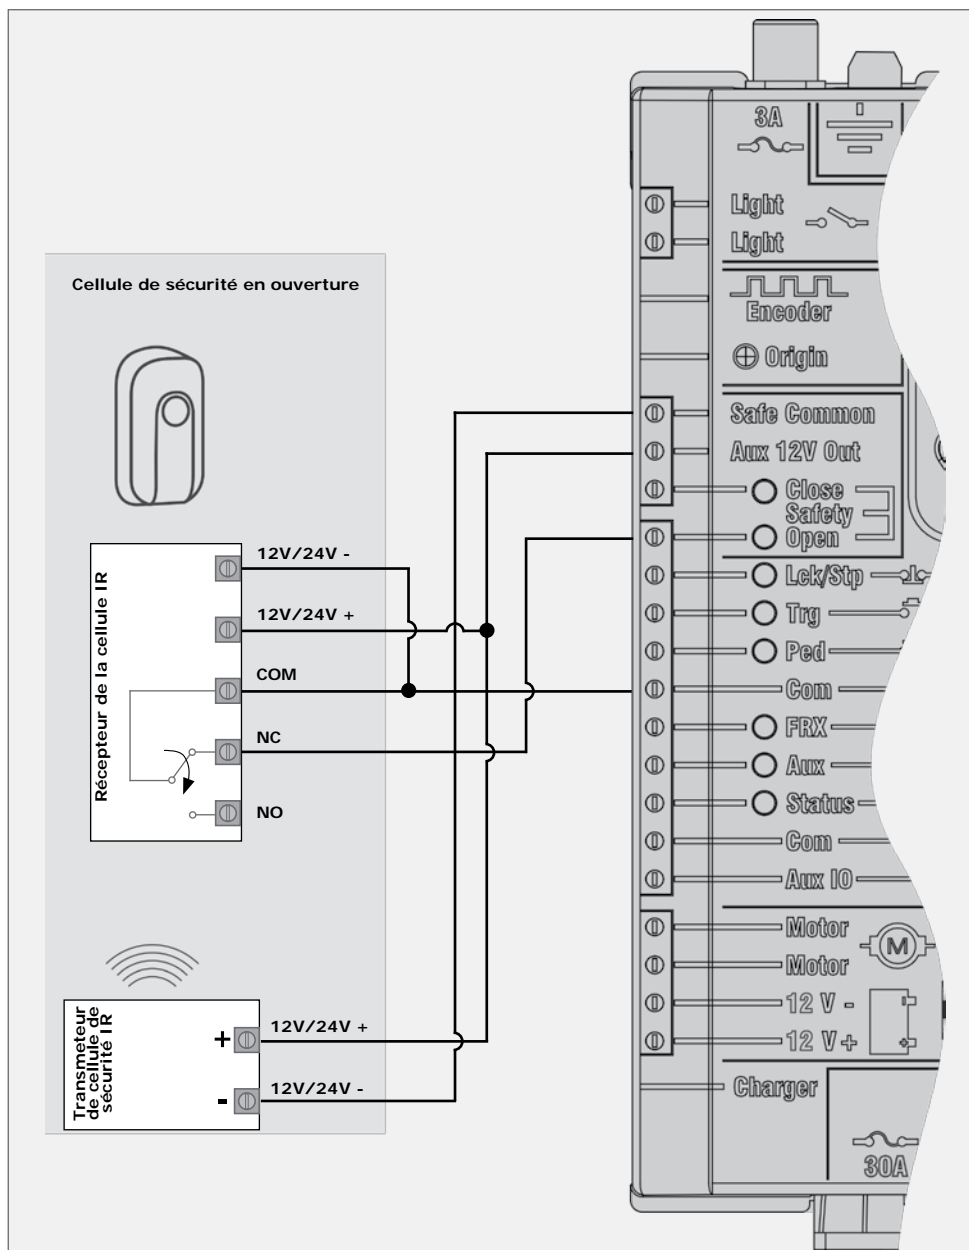 Cellule de sécurité en ouverture
Récepteur de la cellule IR
12V/24V -
12V/24V +
COM
NC
NO
Transmeteur
de cellule de
sécurité IR
+
12V/24V +
-
12V/24V -
3A
Light
Light
Encoder
Origin
Safe Common
Aux 12V Out
Close
Safety
Open
Lck/Stp
Trg
Ped
Com
FRX
Aux
Status
Com
Aux IO
Motor
Motor
M
12 V -
12 V +
Charger
30A